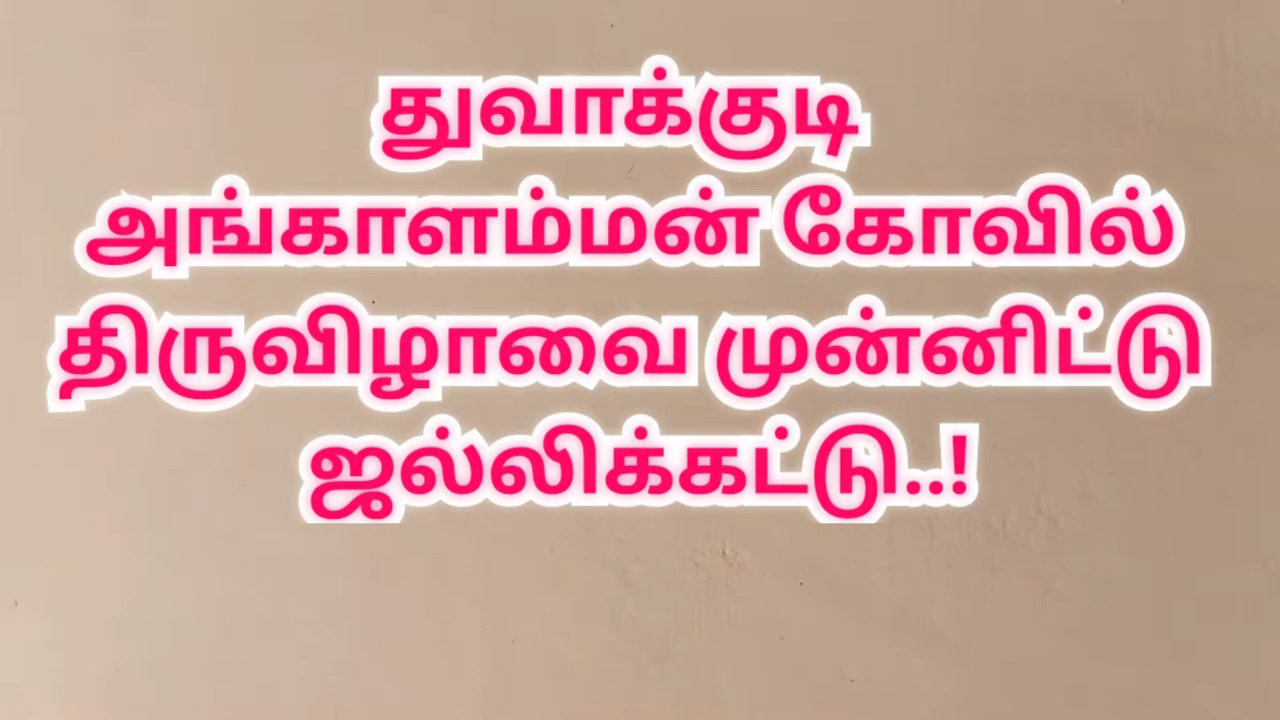 துவாக்குடி
அங்காளம்மன் கோவில்
திருவிழாவை முன்னிட்டு
ஜல்லிக்கட்டு..!